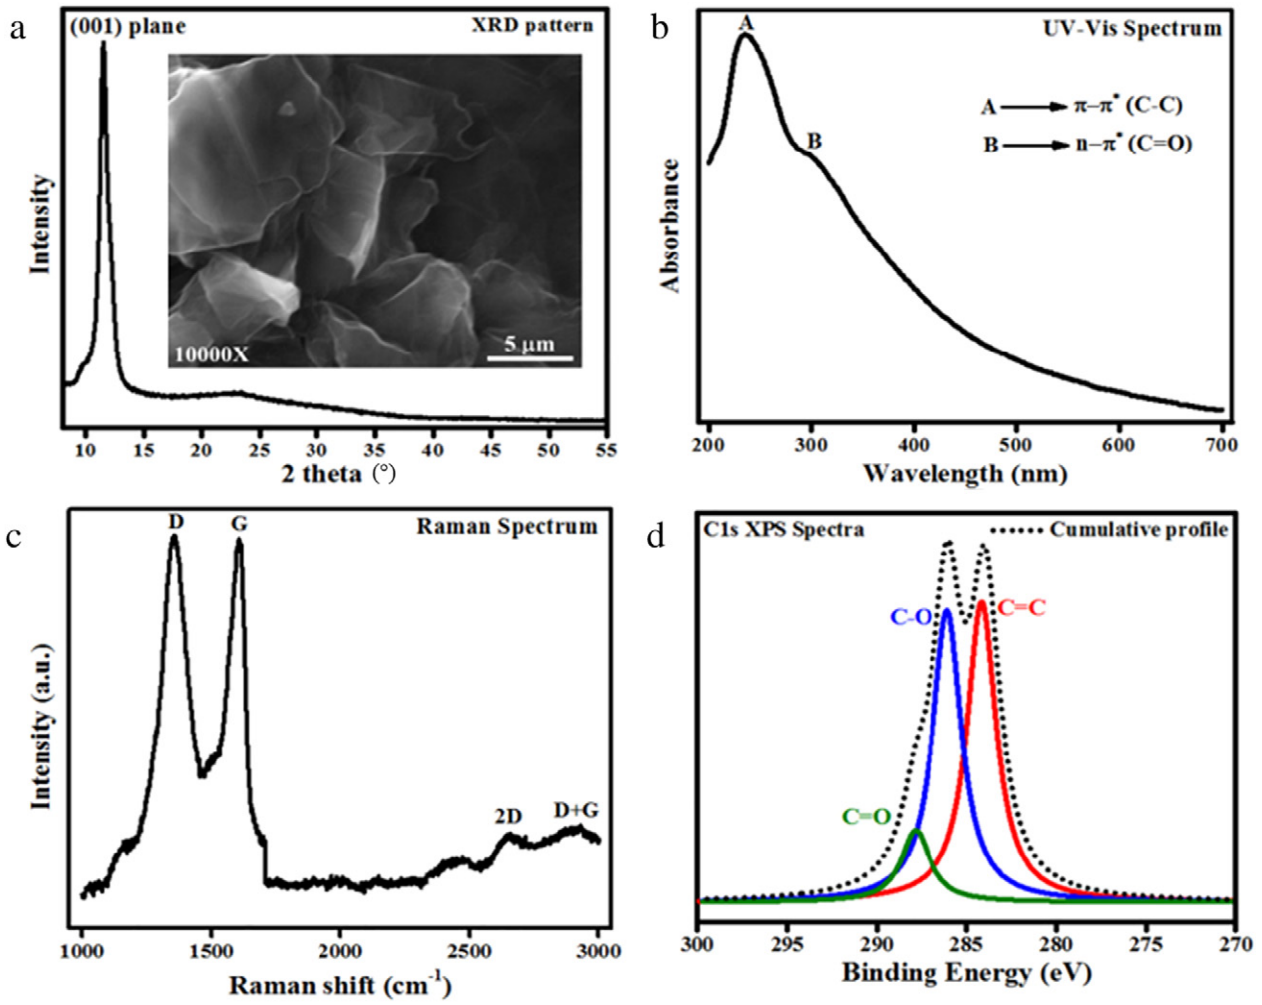 a
(001) plane
XRD pattern
10000X
5 μm
Intensity
10 15 20 25 30 35 40 45 50 55
2 theta (°)
b
A
UV-Vis Spectrum
A π–π* (C-C)
B
B n–π* (C=O)
Absorbance
200 300 400 500 600 700
Wavelength (nm)
c
D G
Raman Spectrum
2D
D+G
Intensity (a.u.)
1000 1500 2000 2500 3000
Raman shift (cm⁻¹)
d
C1s XPS Spectra
Cumulative profile
C-O
C=C
C=O
300 295 290 285 280 275 270
Binding Energy (eV)